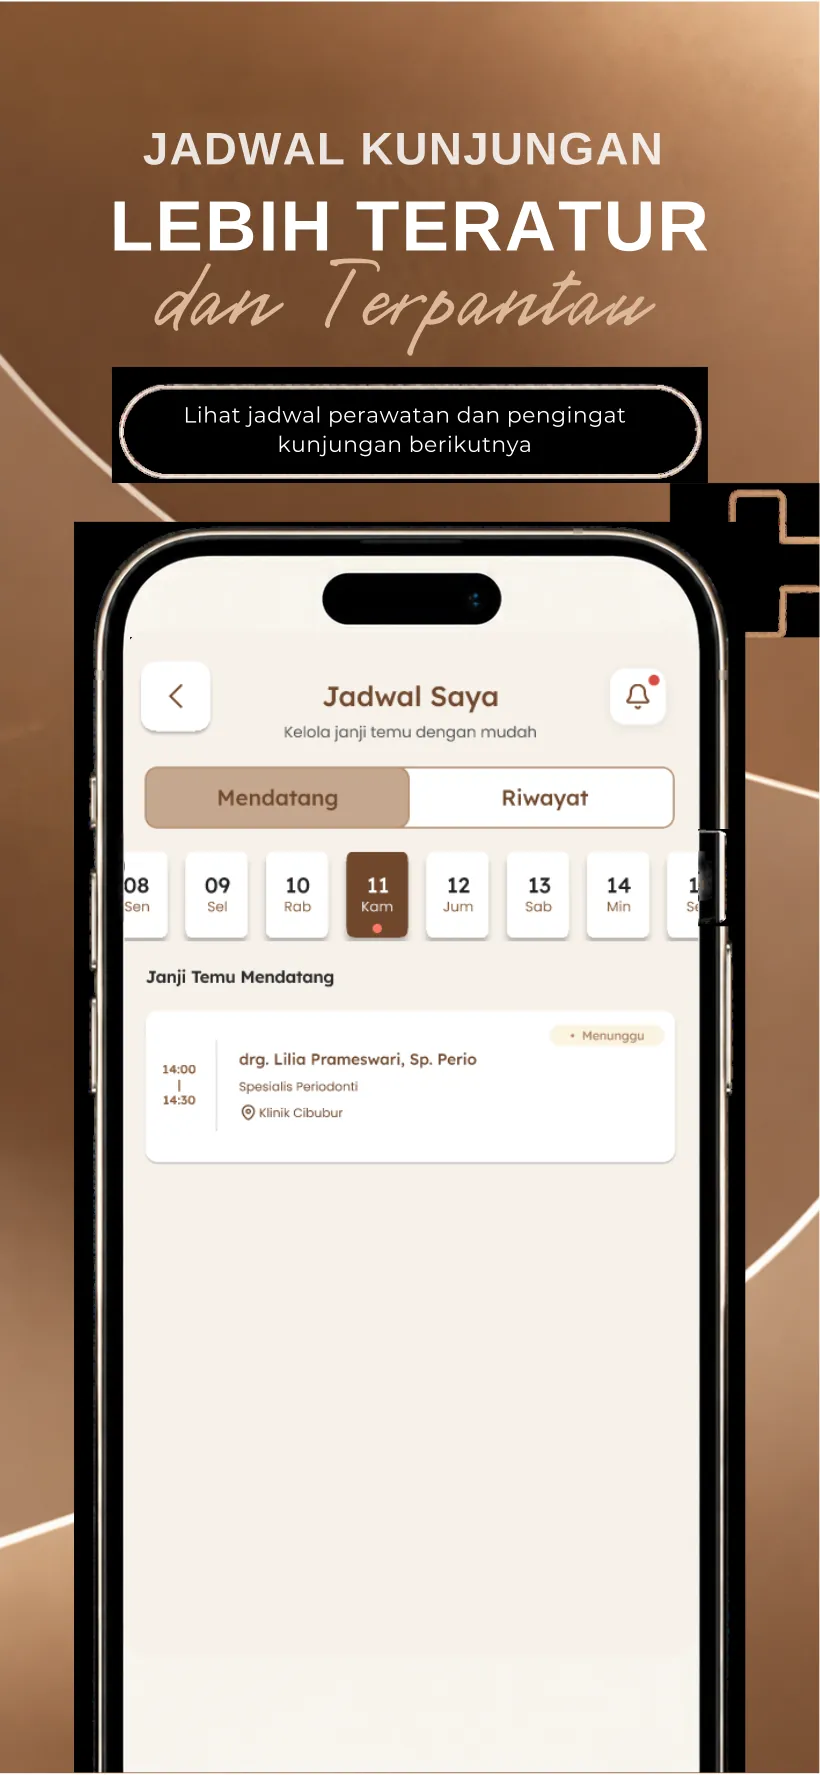 JADWAL KUNJUNGAN
LEBIH TERATUR
dan Terpantau
Lihat jadwal perawatan dan pengingat
kunjungan berikutnya
Jadwal Saya
Kelola janji temu dengan mudah
Mendatang Riwayat
08 09 10 11 12 13 14
Sen Sel Rab Kam Jum Sab Min
Janji Temu Mendatang
• Menunggu
drg. Lilia Prameswari, Sp. Perio
14:00
|
14:30
Spesialis Periodonti
Klinik Cibubur